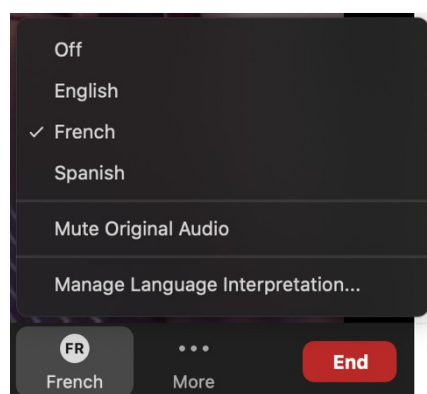 Off
English
✓ French
Spanish
Mute Original Audio
Manage Language Interpretation...
FR
French
More
End